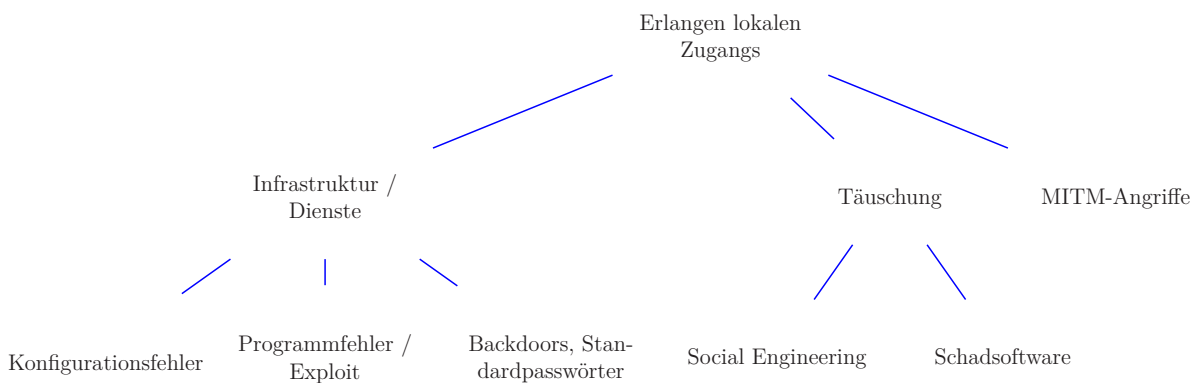 Erlangen lokalen
Zugangs
Infrastruktur /
Dienste
Täuschung
MITM-Angriffe
Konfigurationsfehler
Programmfehler /
Exploit
Backdoors, Stan-
dardpasswörter
Social Engineering
Schadsoftware